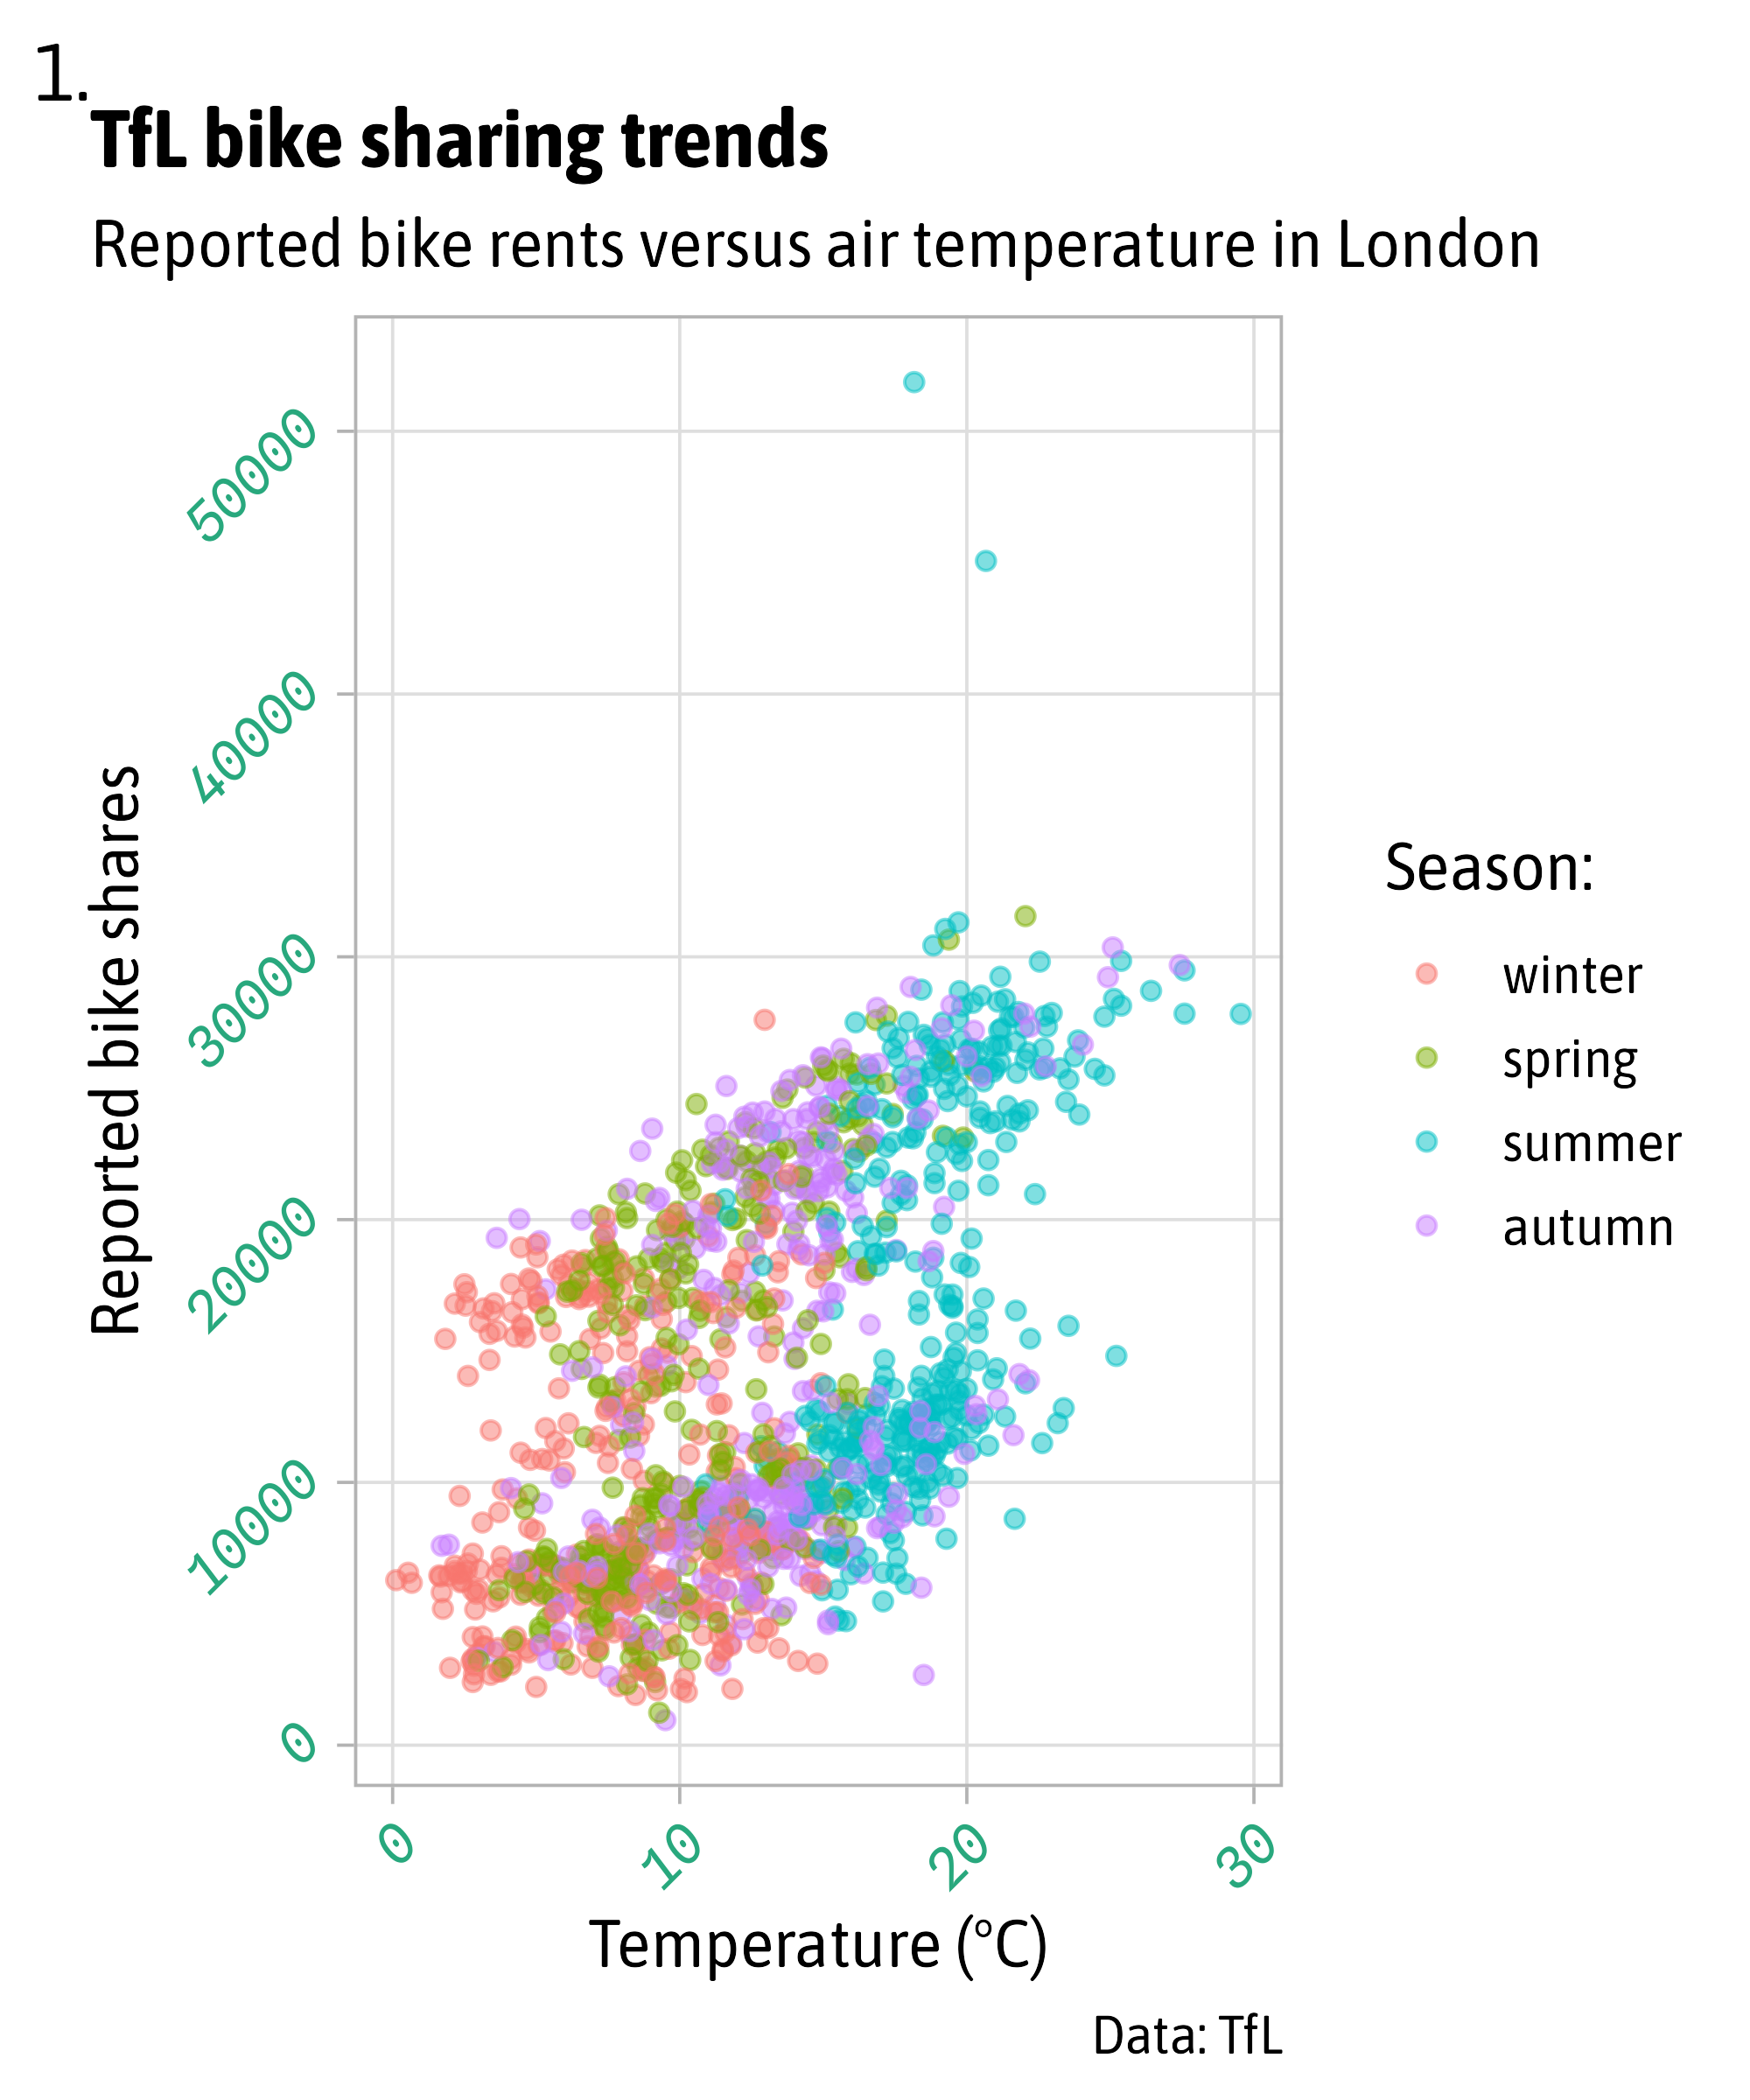 1.
TfL bike sharing trends
Reported bike rents versus air temperature in London
Reported bike shares
50000
40000
30000
20000
10000
0
0 10 20 30
Temperature (°C)
Season:
winter
spring
summer
autumn
Data: TfL